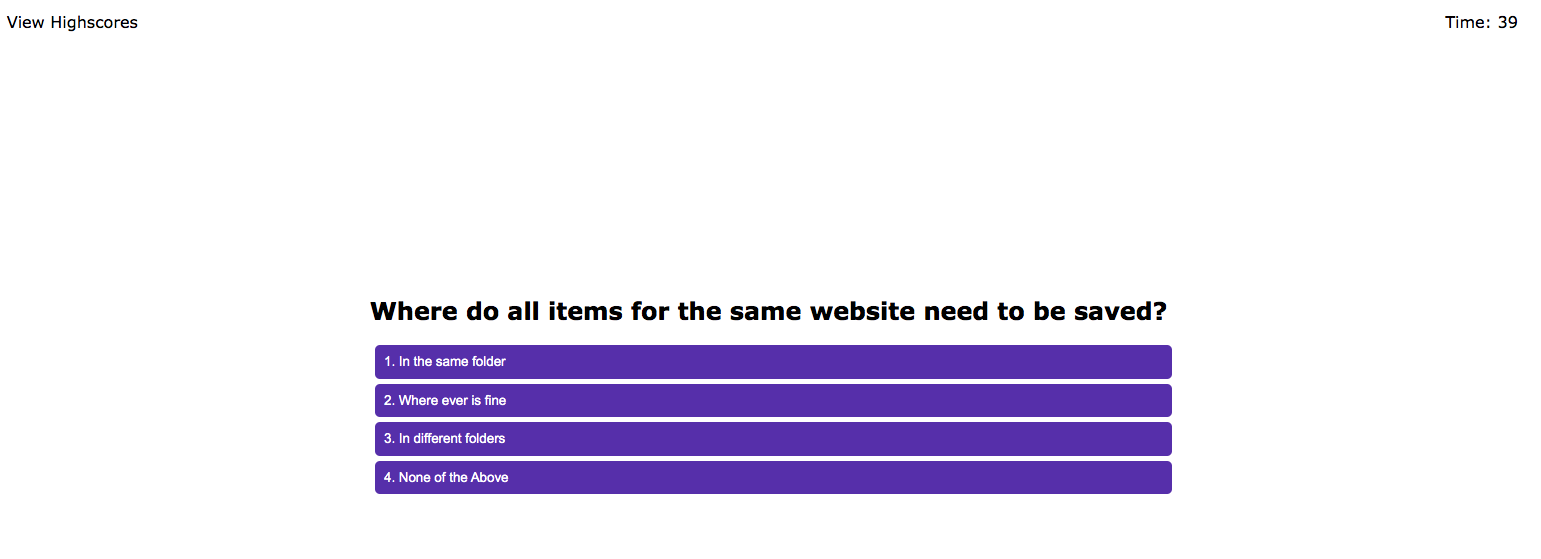 View Highscores
Time: 39
Where do all items for the same website need to be saved?
1. In the same folder
2. Where ever is fine
3. In different folders
4. None of the Above